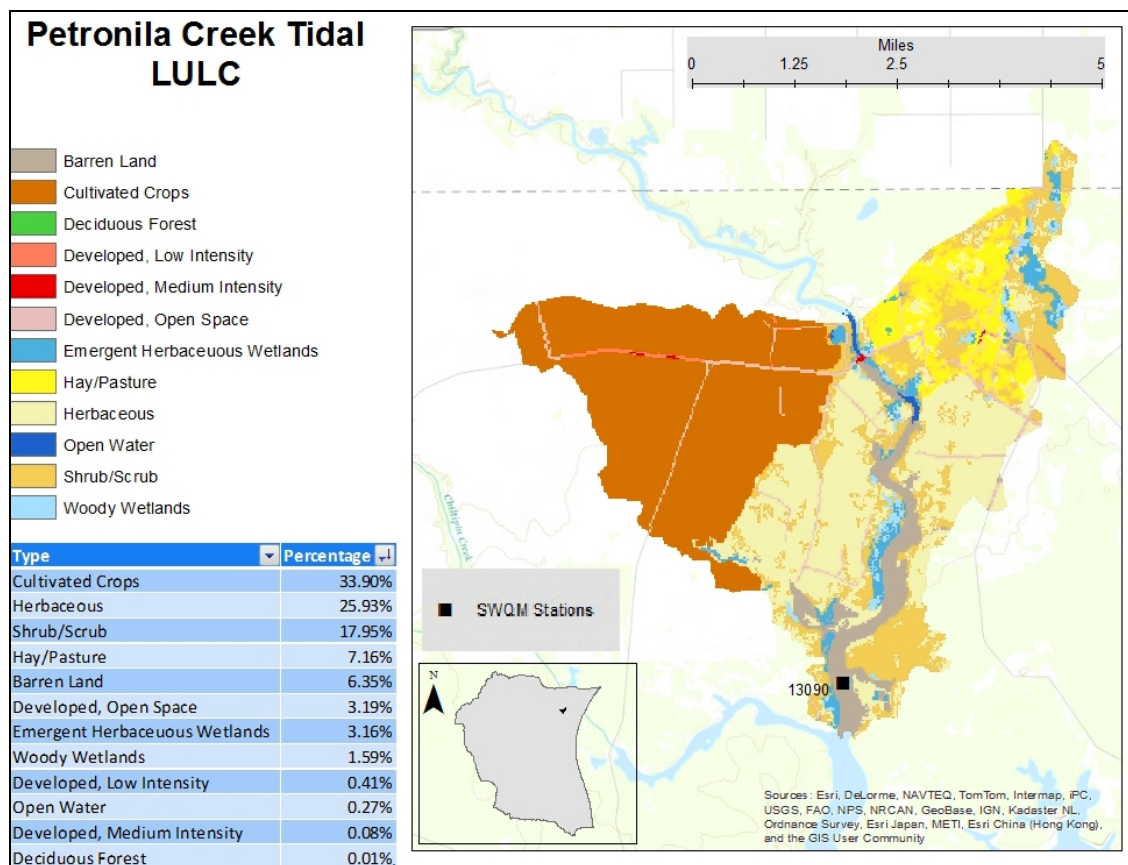 Petronila Creek Tidal
LULC
Barren Land
Cultivated Crops
Deciduous Forest
Developed, Low Intensity
Developed, Medium Intensity
Developed, Open Space
Emergent Herbaceuous Wetlands
Hay/Pasture
Herbaceous
Open Water
Shrub/Scrub
Woody Wetlands
Type Percentage
Cultivated Crops 33.90%
Herbaceous 25.93%
Shrub/Scrub 17.95%
Hay/Pasture 7.16%
Barren Land 6.35%
Developed, Open Space 3.19%
Emergent Herbaceuous Wetlands 3.16%
Woody Wetlands 1.59%
Developed, Low Intensity 0.41%
Open Water 0.27%
Developed, Medium Intensity 0.08%
Deciduous Forest 0.01%
Miles
0 1.25 2.5 5
Chiltipin Creek
SWQM Stations
N
13090
Sources: Esri, DeLorme, NAVTEQ, TomTom, Intermap, iPC,
USGS, FAO, NPS, NRCAN, GeoBase, IGN, Kadaster NL,
Ordnance Survey, Esri Japan, METI, Esri China (Hong Kong),
and the GIS User Community